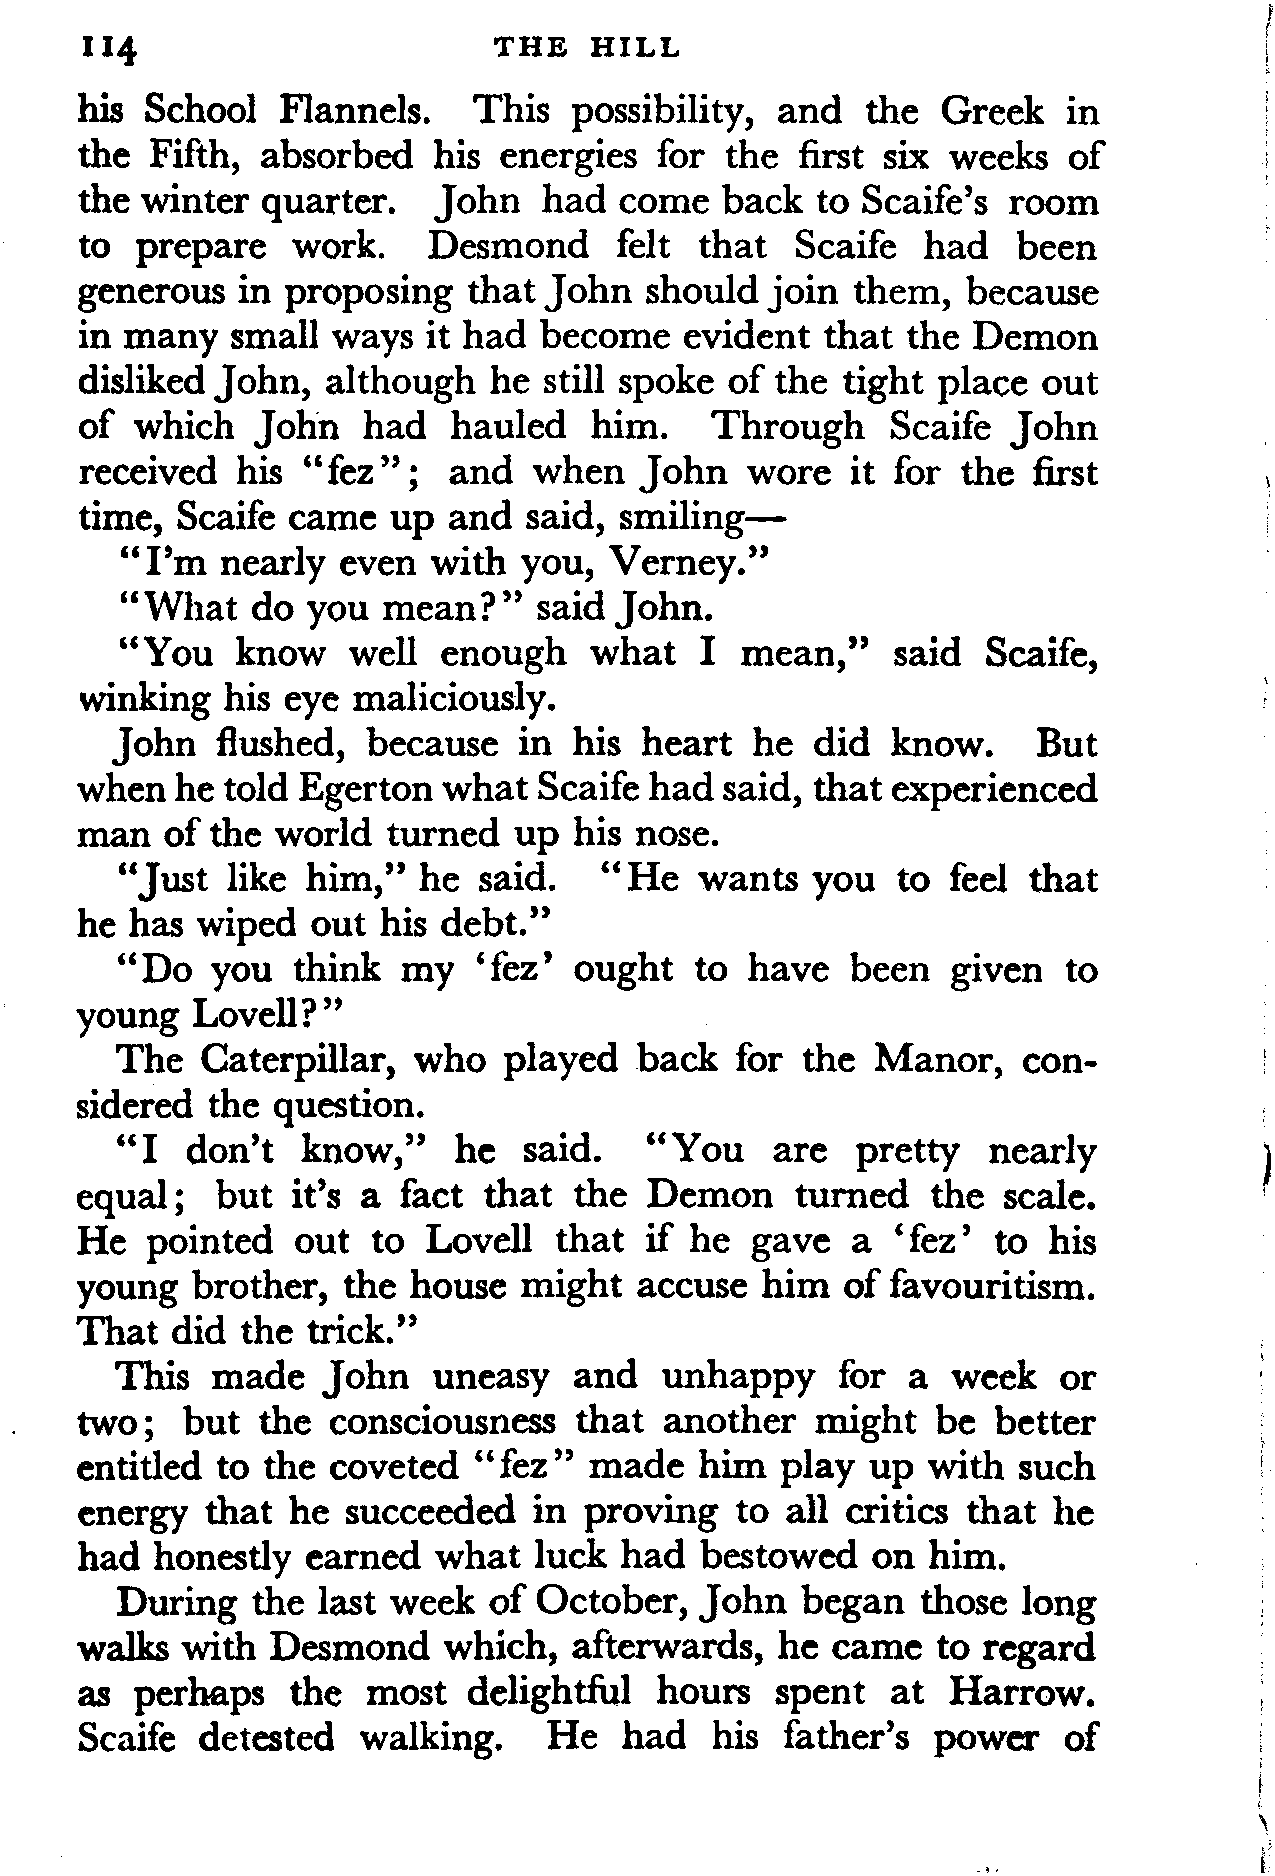 114 THE HILL
his School Flannels. This possibility, and the Greek in
the Fifth, absorbed his energies for the first six weeks of
the winter quarter. John had come back to Scaife's room
to prepare work. Desmond felt that Scaife had been
generous in proposing that John should join them, because
in many small ways it had become evident that the Demon
disliked John, although he still spoke of the tight place out
of which John had hauled him. Through Scaife John
received his “fez”; and when John wore it for the first
time, Scaife came up and said, smiling—
“I'm nearly even with you, Verney.”
“What do you mean?” said John.
“You know well enough what I mean,” said Scaife,
winking his eye maliciously.
John flushed, because in his heart he did know. But
when he told Egerton what Scaife had said, that experienced
man of the world turned up his nose.
“Just like him,” he said. “He wants you to feel that
he has wiped out his debt.”
“Do you think my ‘fez’ ought to have been given to
young Lovell?”
The Caterpillar, who played back for the Manor, con-
sidered the question.
“I don't know,” he said. “You are pretty nearly
equal; but it's a fact that the Demon turned the scale.
He pointed out to Lovell that if he gave a ‘fez’ to his
young brother, the house might accuse him of favouritism.
That did the trick.”
This made John uneasy and unhappy for a week or
two; but the consciousness that another might be better
entitled to the coveted “fez” made him play up with such
energy that he succeeded in proving to all critics that he
had honestly earned what luck had bestowed on him.
During the last week of October, John began those long
walks with Desmond which, afterwards, he came to regard
as perhaps the most delightful hours spent at Harrow.
Scaife detested walking. He had his father's power of